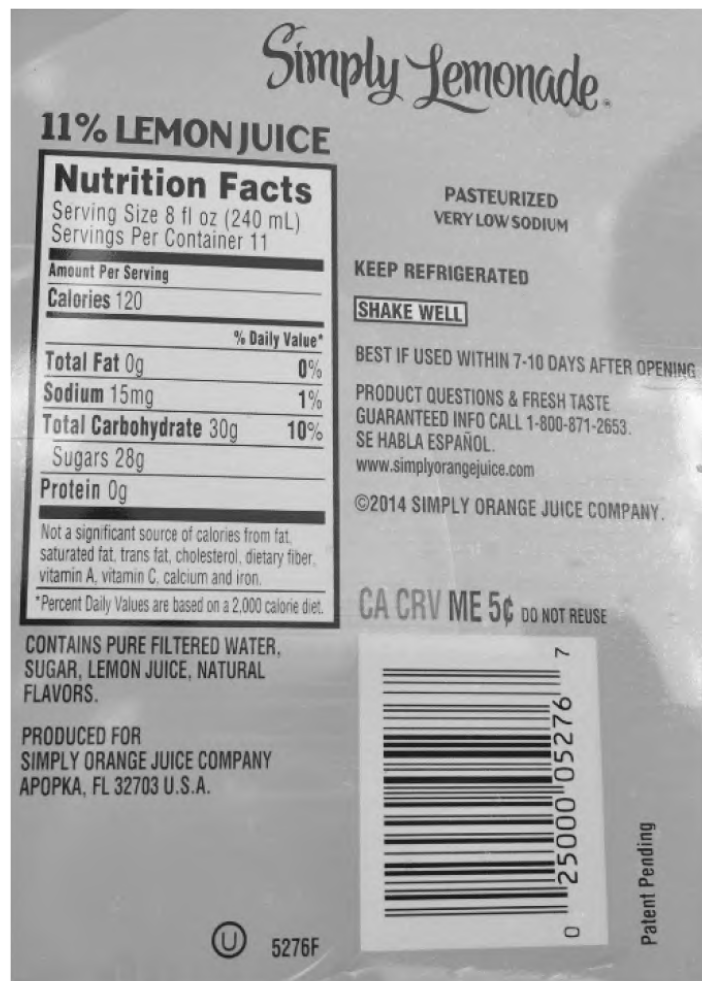 Simply Lemonade.
11% LEMON JUICE
Nutrition Facts
Serving Size 8 fl oz (240 mL)
Servings Per Container 11
Amount Per Serving
Calories 120
% Daily Value*
Total Fat 0g 0%
Sodium 15mg 1%
Total Carbohydrate 30g 10%
Sugars 28g
Protein 0g
Not a significant source of calories from fat,
saturated fat, trans fat, cholesterol, dietary fiber,
vitamin A, vitamin C, calcium and iron.
*Percent Daily Values are based on a 2,000 calorie diet.
CONTAINS PURE FILTERED WATER,
SUGAR, LEMON JUICE, NATURAL
FLAVORS.
PRODUCED FOR
SIMPLY ORANGE JUICE COMPANY
APOPKA, FL 32703 U.S.A.
U 5276F
PASTEURIZED
VERY LOW SODIUM
KEEP REFRIGERATED
SHAKE WELL
BEST IF USED WITHIN 7-10 DAYS AFTER OPENING
PRODUCT QUESTIONS & FRESH TASTE
GUARANTEED INFO CALL 1-800-871-2653.
SE HABLA ESPAÑOL.
www.simplyorangejuice.com
©2014 SIMPLY ORANGE JUICE COMPANY.
CA CRV ME 5¢ DO NOT REUSE
0 25000 05276 7
Patent Pending